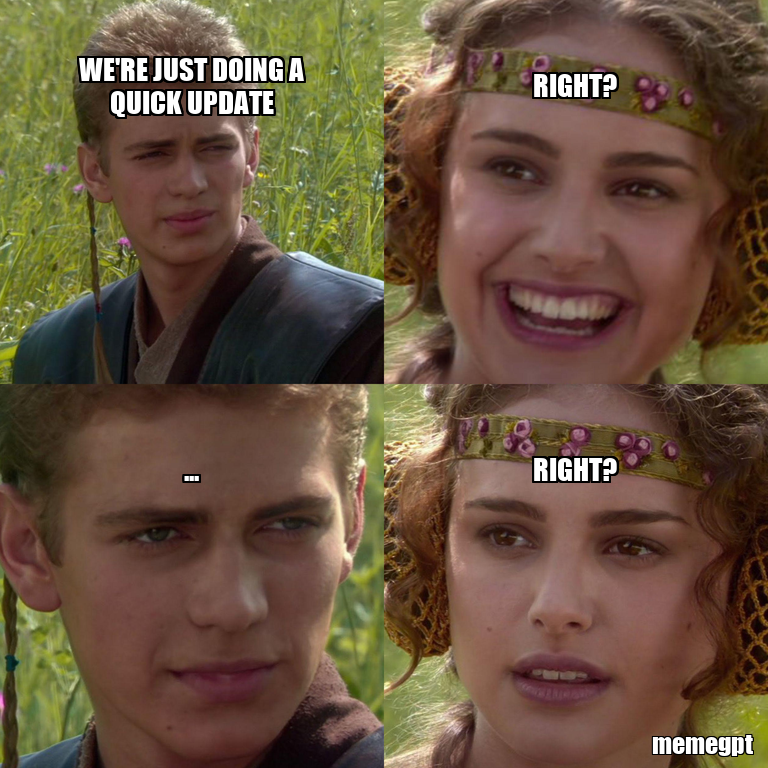 WE'RE JUST DOING A
QUICK UPDATE
RIGHT?
...
RIGHT?
memegpt